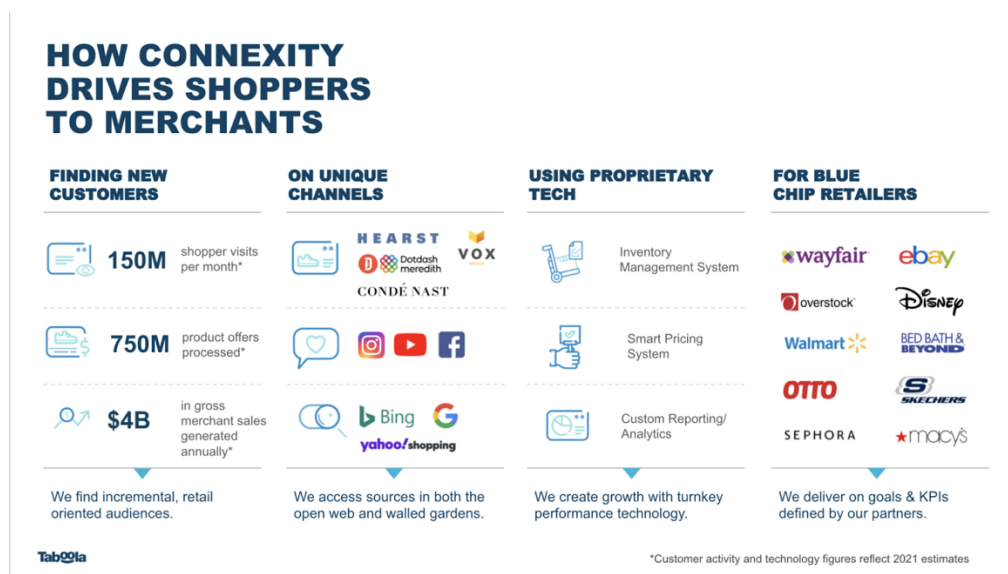 HOW CONNEXITY
DRIVES SHOPPERS
TO MERCHANTS
FINDING NEW
CUSTOMERS
150M
shopper visits
per month*
750M
product offers
processed*
$4B
in gross
merchant sales
generated
annually*
We find incremental, retail
oriented audiences.
ON UNIQUE
CHANNELS
HEARST
VOX
MEDIA
D
Dotdash
meredith
CONDÉ NAST
Bing
G
yahoo!shopping
We access sources in both the
open web and walled gardens.
USING PROPRIETARY
TECH
Inventory
Management System
Smart Pricing
System
Custom Reporting/
Analytics
We create growth with turnkey
performance technology.
FOR BLUE
CHIP RETAILERS
wayfair
ebay
overstock
Disney
Walmart
BED BATH &
BEYOND
OTTO
S
SKECHERS
SEPHORA
macy's
We deliver on goals & KPIs
defined by our partners.
Taboola
*Customer activity and technology figures reflect 2021 estimates